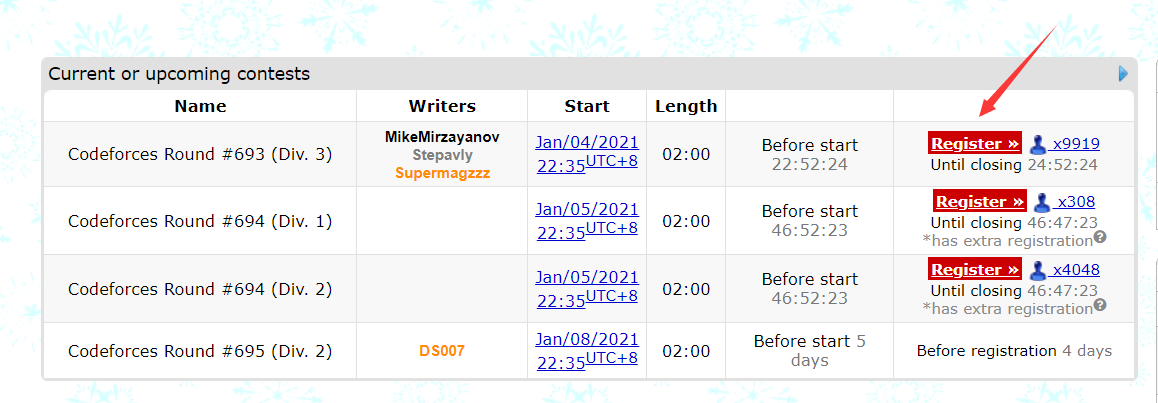 Current or upcoming contests
Name Writers Start Length
Codeforces Round #693 (Div. 3)
MikeMirzayanov
Stepavly
Supermagzzz
Jan/04/2021
22:35UTC+8
02:00
Before start
22:52:24
Register » x9919
Until closing 24:52:24
Codeforces Round #694 (Div. 1)
Jan/05/2021
22:35UTC+8
02:00
Before start
46:52:23
Register » x308
Until closing 46:47:23
*has extra registration?
Codeforces Round #694 (Div. 2)
Jan/05/2021
22:35UTC+8
02:00
Before start
46:52:23
Register » x4048
Until closing 46:47:23
*has extra registration?
Codeforces Round #695 (Div. 2)
DS007
Jan/08/2021
22:35UTC+8
02:00
Before start 5
days
Before registration 4 days